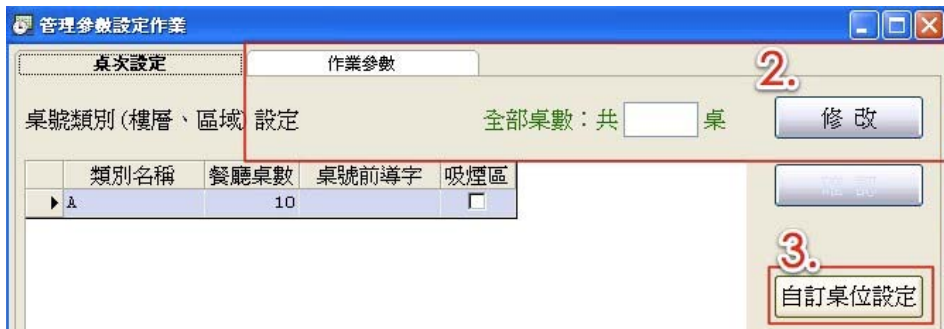 管理參數設定作業
桌次設定 作業參數
2.
桌號類別(樓層、區域) 設定 全部桌數：共 桌 修 改
類別名稱 餐廳桌數 桌號前導字 吸煙區
A 10
確 認
3.
自訂桌位設定